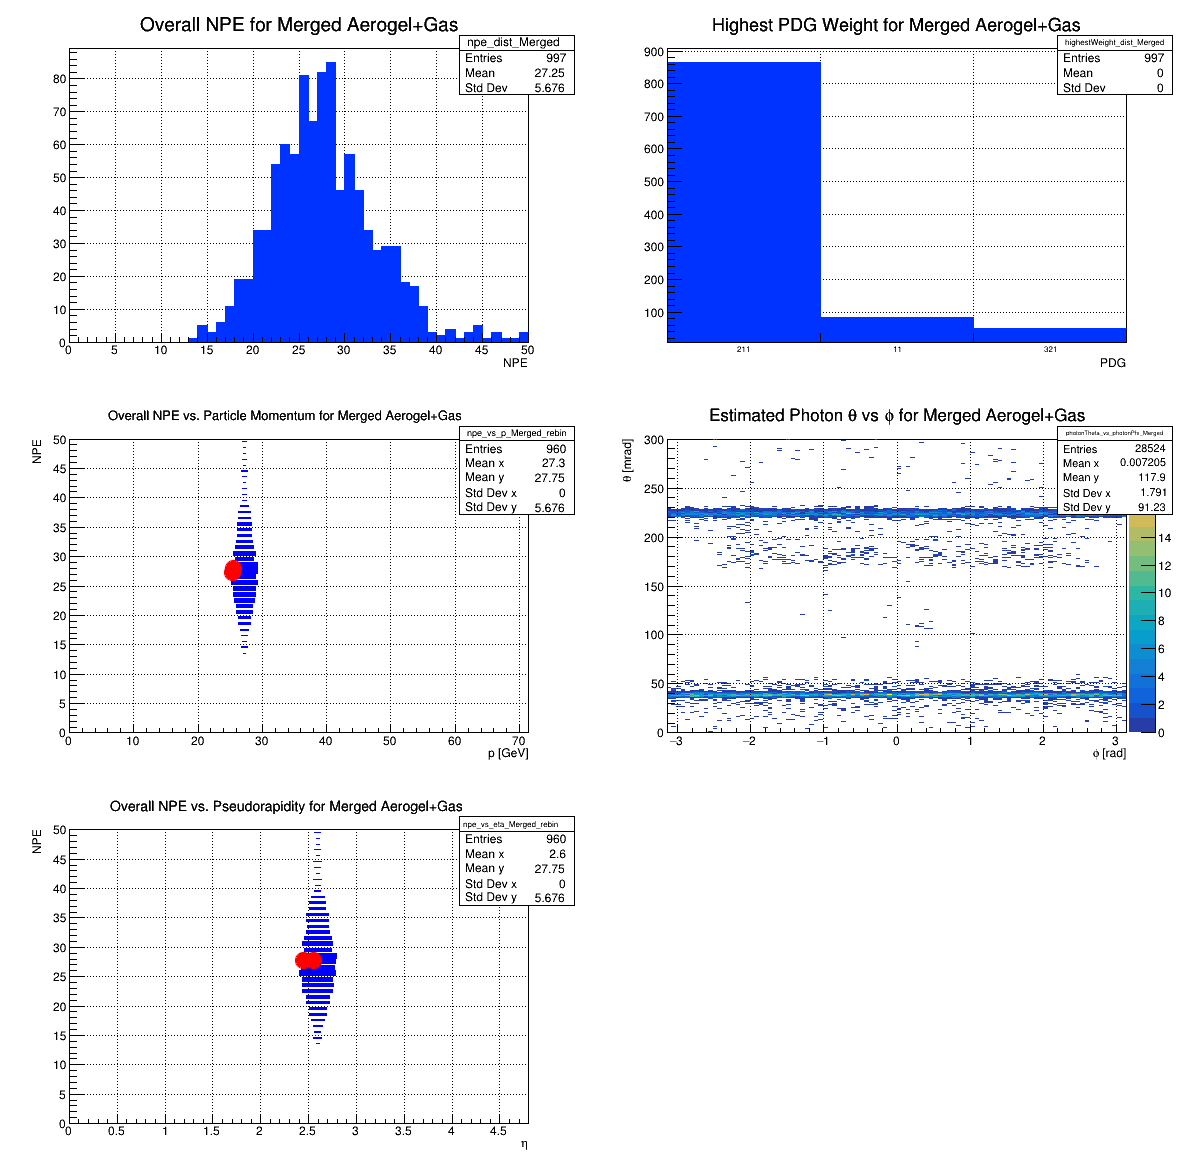 Overall NPE for Merged Aerogel+Gas
npe_dist_Merged
Entries 997
Mean 27.25
Std Dev 5.676
80
70
60
50
40
30
20
10
0
0 5 10 15 20 25 30 35 40 45 50
NPE
Highest PDG Weight for Merged Aerogel+Gas
highestWeight_dist_Merged
Entries 997
Mean 0
Std Dev 0
900
800
700
600
500
400
300
200
100
211 11 321
PDG
Overall NPE vs. Particle Momentum for Merged Aerogel+Gas
npe_vs_p_Merged_rebin
Entries 960
Mean x 27.3
Mean y 27.75
Std Dev x 0
Std Dev y 5.676
NPE
50
45
40
35
30
25
20
15
10
5
0
0 10 20 30 40 50 60 70
p [GeV]
Estimated Photon θ vs ϕ for Merged Aerogel+Gas
photonTheta_vs_photonPhi_Merged
Entries 28524
Mean x 0.007205
Mean y 117.9
Std Dev x 1.791
Std Dev y 91.23
θ [mrad]
300
250
200
150
100
50
0
−3 −2 −1 0 1 2 3
ϕ [rad]
14
12
10
8
6
4
2
0
Overall NPE vs. Pseudorapidity for Merged Aerogel+Gas
npe_vs_eta_Merged_rebin
Entries 960
Mean x 2.6
Mean y 27.75
Std Dev x 0
Std Dev y 5.676
NPE
50
45
40
35
30
25
20
15
10
5
0
0 0.5 1 1.5 2 2.5 3 3.5 4 4.5
η